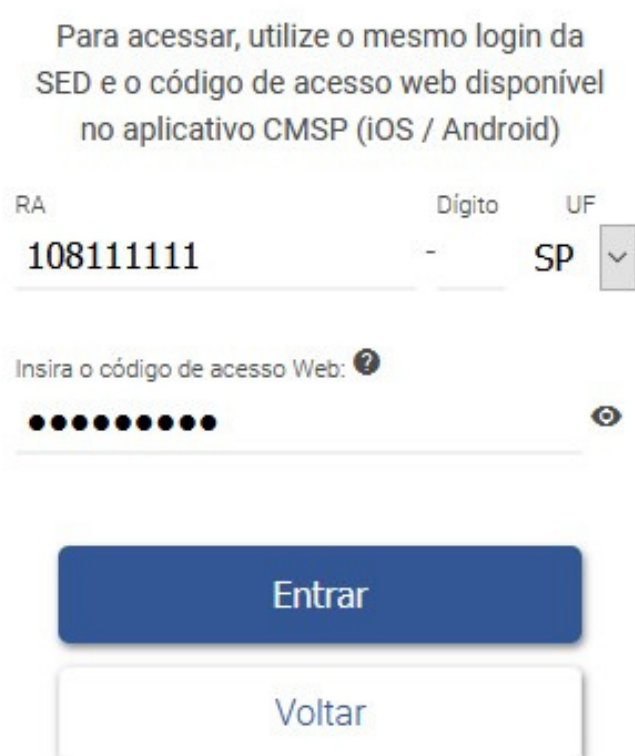 Para acessar, utilize o mesmo login da
SED e o código de acesso web disponível
no aplicativo CMSP (iOS / Android)
RA Dígito UF
108111111 - SP
Insira o código de acesso Web: ?
•••••••••
Entrar
Voltar